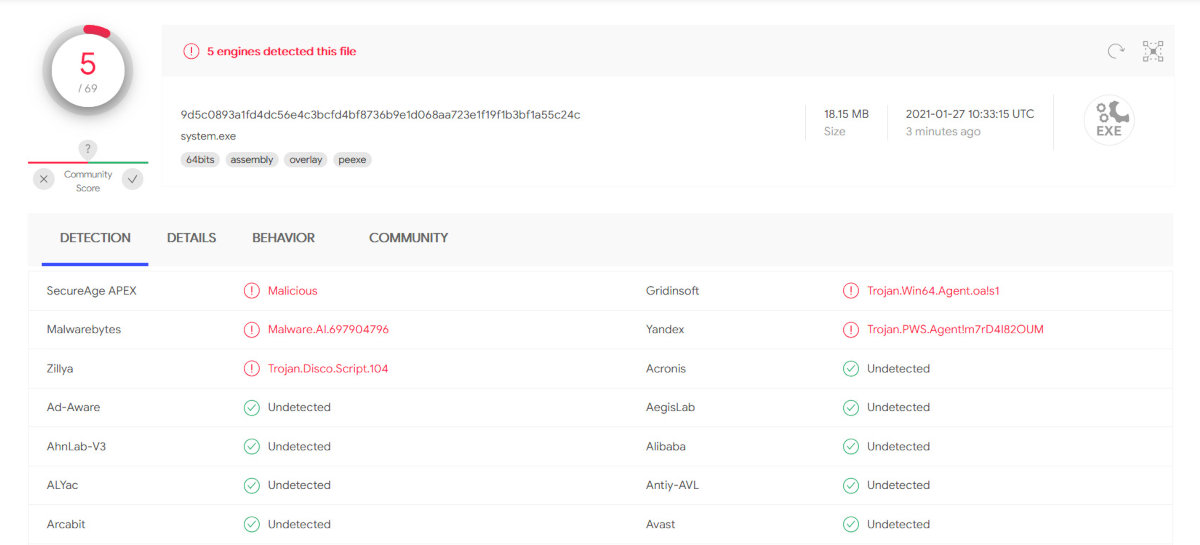 5
/ 69
?
Community
Score
5 engines detected this file
9d5c0893a1fd4dc56e4c3bcfd4bf8736b9e1d068aa723e1f19f1b3bf1a55c24c
system.exe
64bits assembly overlay peexe
18.15 MB
Size
2021-01-27 10:33:15 UTC
3 minutes ago
EXE
DETECTION DETAILS BEHAVIOR COMMUNITY
SecureAge APEX Malicious Gridinsoft Trojan.Win64.Agent.oa!s1
Malwarebytes Malware.AI.697904796 Yandex Trojan.PWS.Agent!m7rD4I82OUM
Zillya Trojan.Disco.Script.104 Acronis Undetected
Ad-Aware Undetected AegisLab Undetected
AhnLab-V3 Undetected Alibaba Undetected
ALYac Undetected Antiy-AVL Undetected
Arcabit Undetected Avast Undetected